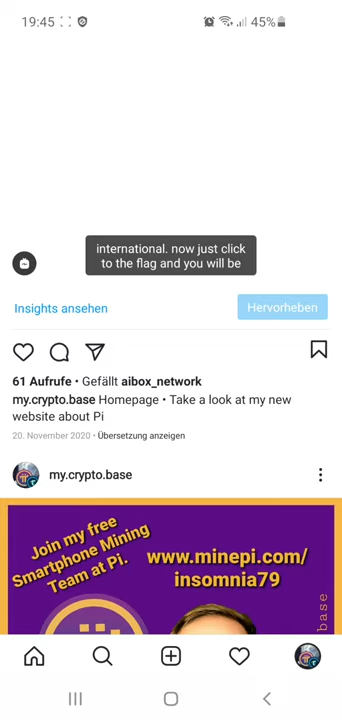 19:45
45%
international. now just click
to the flag and you will be
Insights ansehen
Hervorheben
61 Aufrufe • Gefällt aibox_network
my.crypto.base Homepage • Take a look at my new
website about Pi
20. November 2020 • Übersetzung anzeigen
my.crypto.base
Join my free
Smartphone Mining
Team at Pi.
www.minepi.com/
insomnia79
base